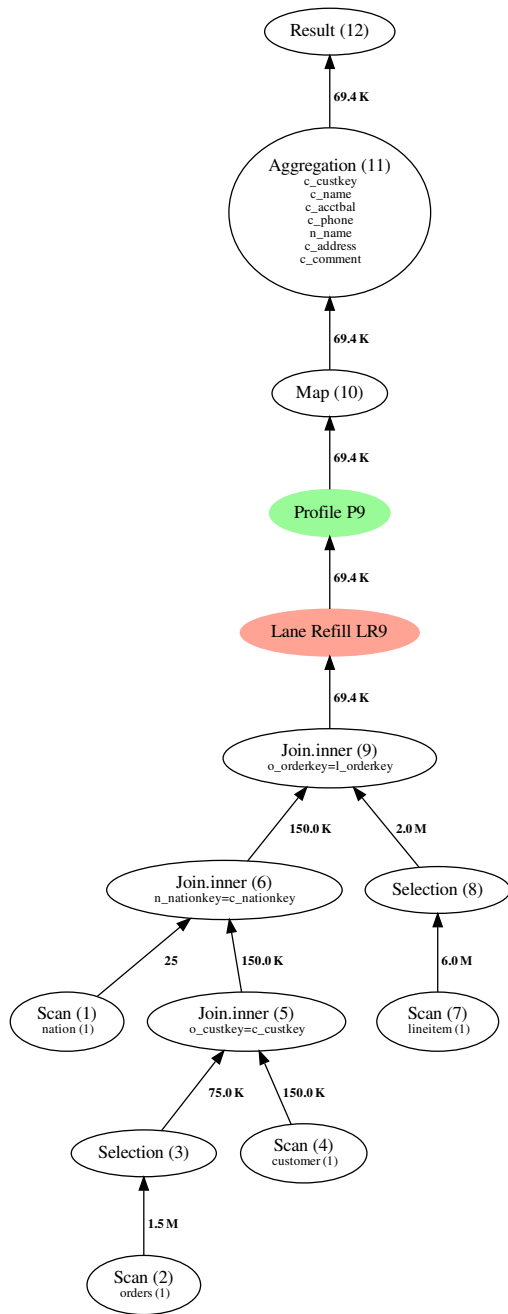 Result (12)
69.4 K
Aggregation (11)
c_custkey
c_name
c_acctbal
c_phone
n_name
c_address
c_comment
69.4 K
Map (10)
69.4 K
Profile P9
69.4 K
Lane Refill LR9
69.4 K
Join.inner (9)
o_orderkey=l_orderkey
150.0 K
2.0 M
Join.inner (6)
n_nationkey=c_nationkey
Selection (8)
25
150.0 K
6.0 M
Scan (1)
nation (1)
Join.inner (5)
o_custkey=c_custkey
Scan (7)
lineitem (1)
75.0 K
150.0 K
Selection (3)
Scan (4)
customer (1)
1.5 M
Scan (2)
orders (1)